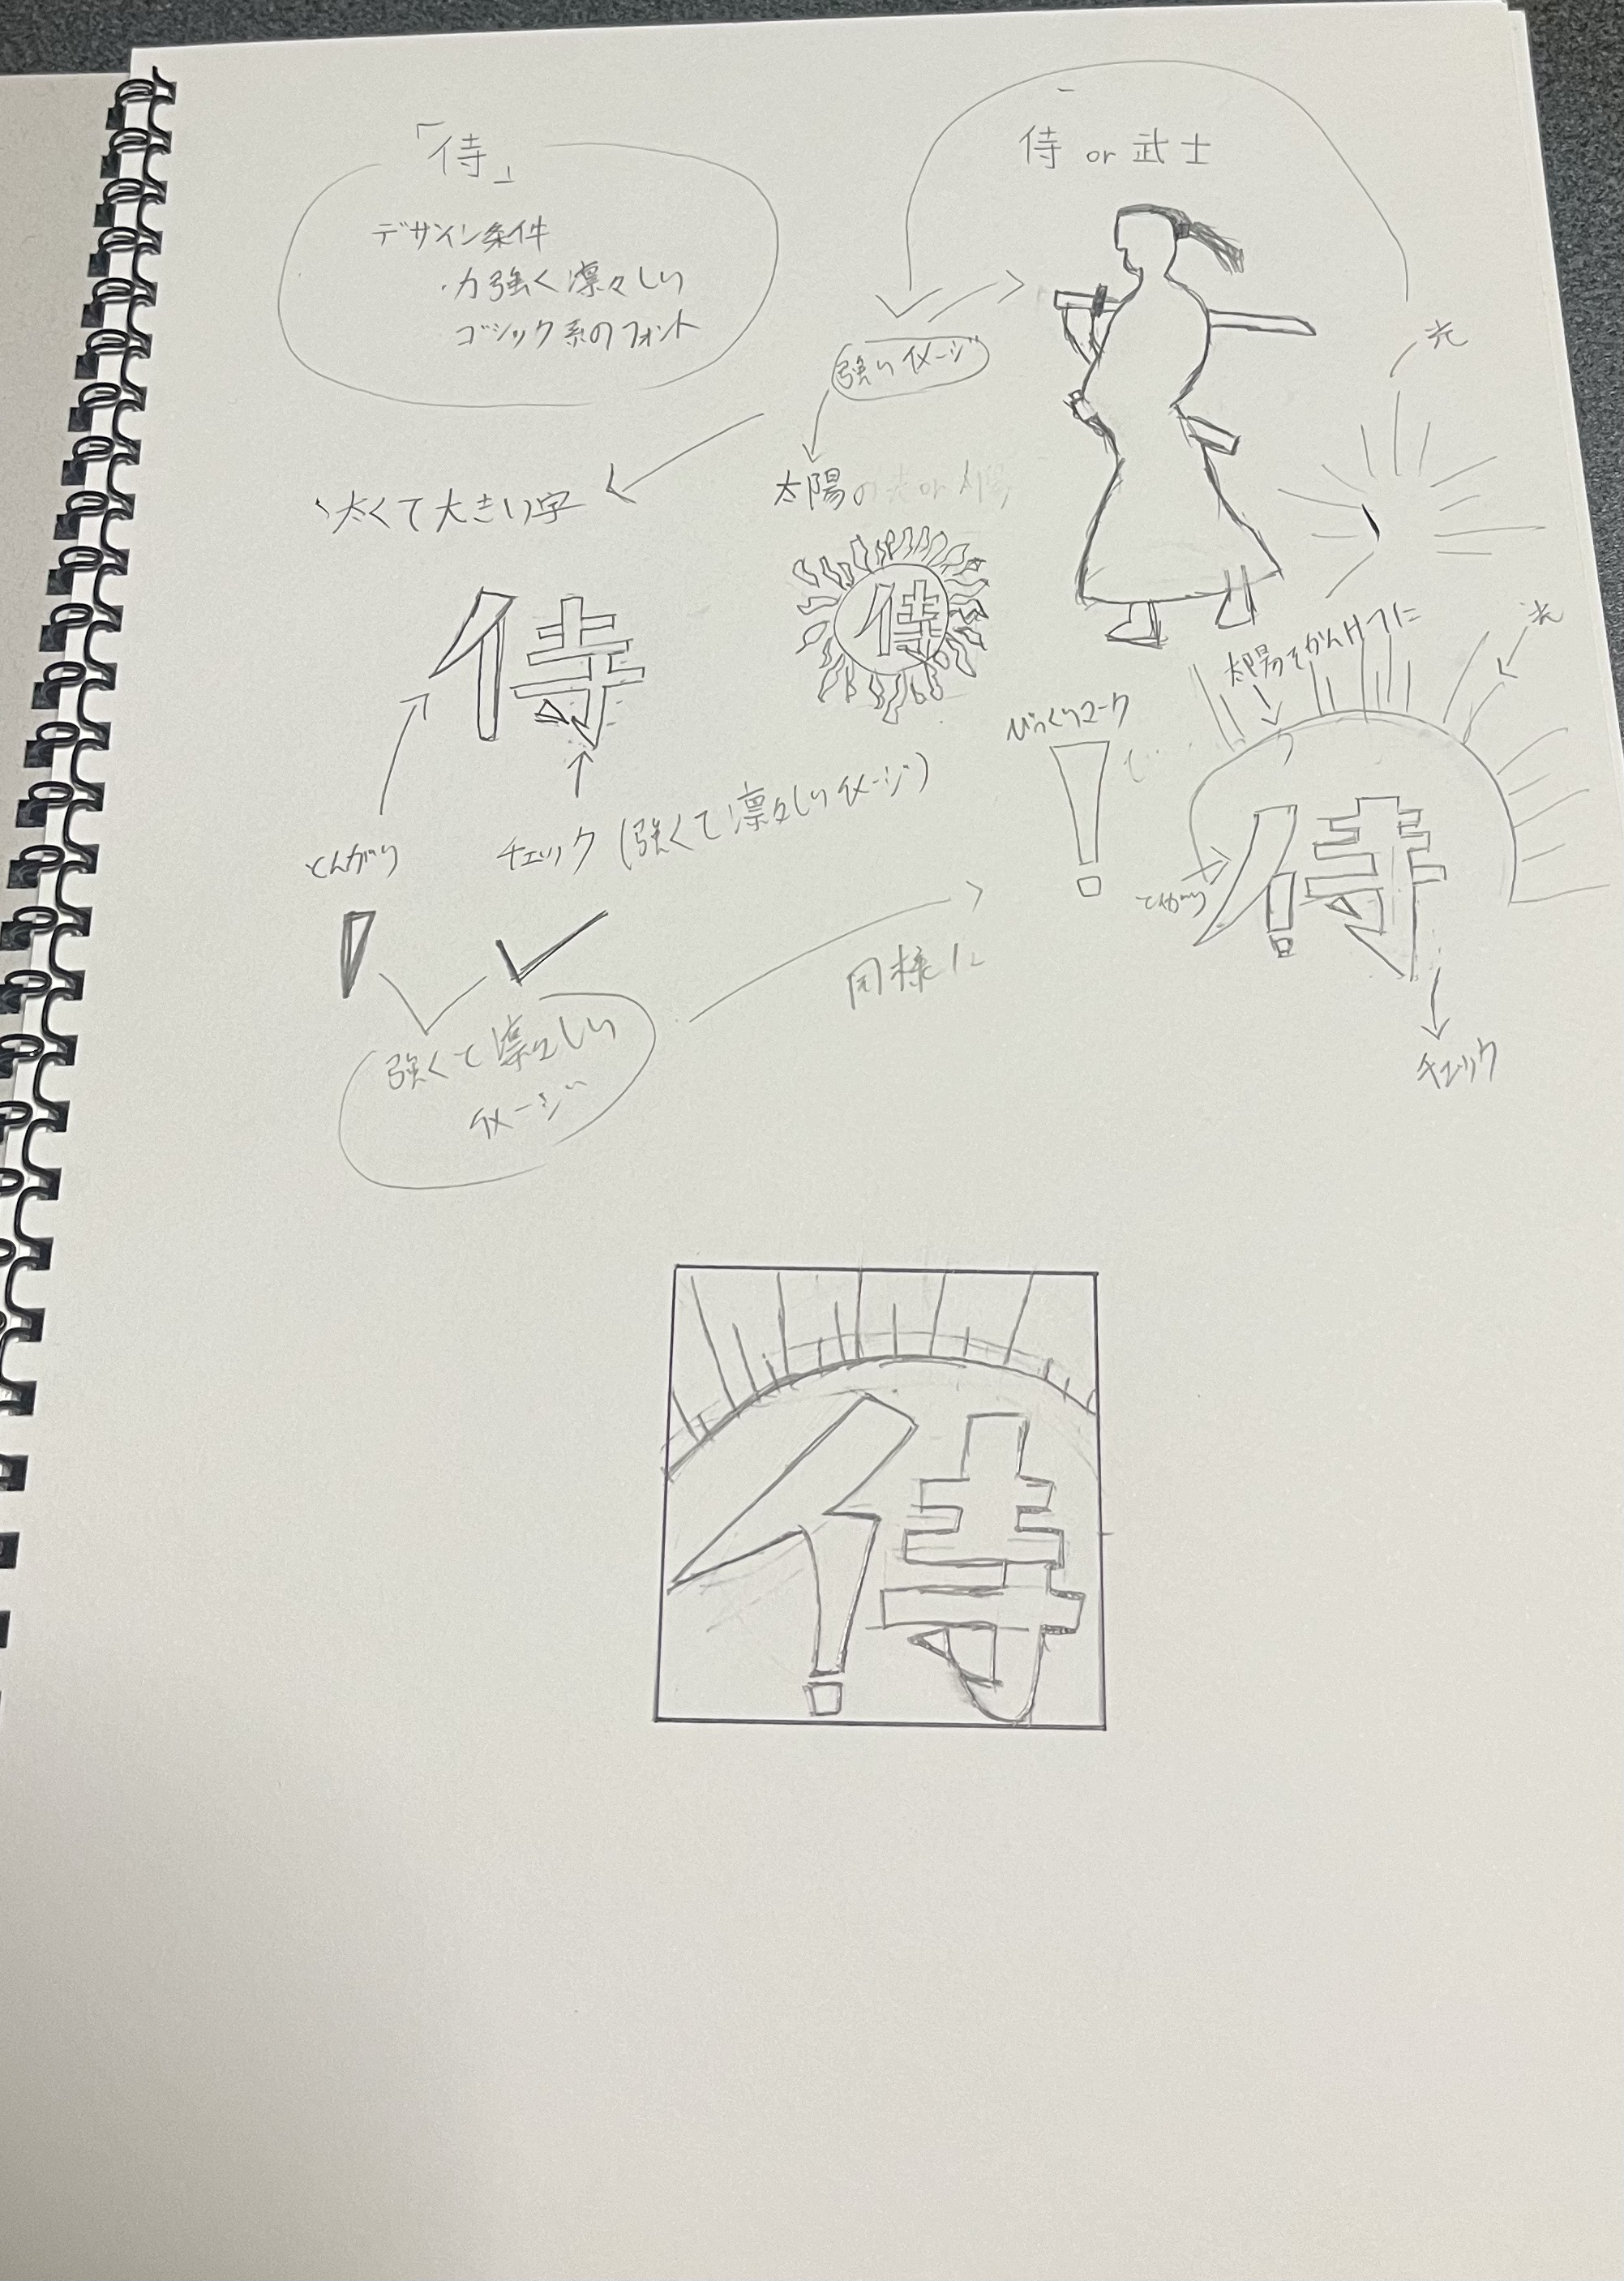 「侍」
デザイン条件
・力強く凛々しい
ゴシック系のフォント
侍 or 武士
強いイメージ
光
太くて大きい字
太陽の光or太陽
侍
侍
太陽をかんけつに
光
びっくりマーク
で…
侍
とんがり
チェック(強くて凛々しいイメージ)
とんがり
同様に
強くて凛々しい
イメージ
チェック
侍